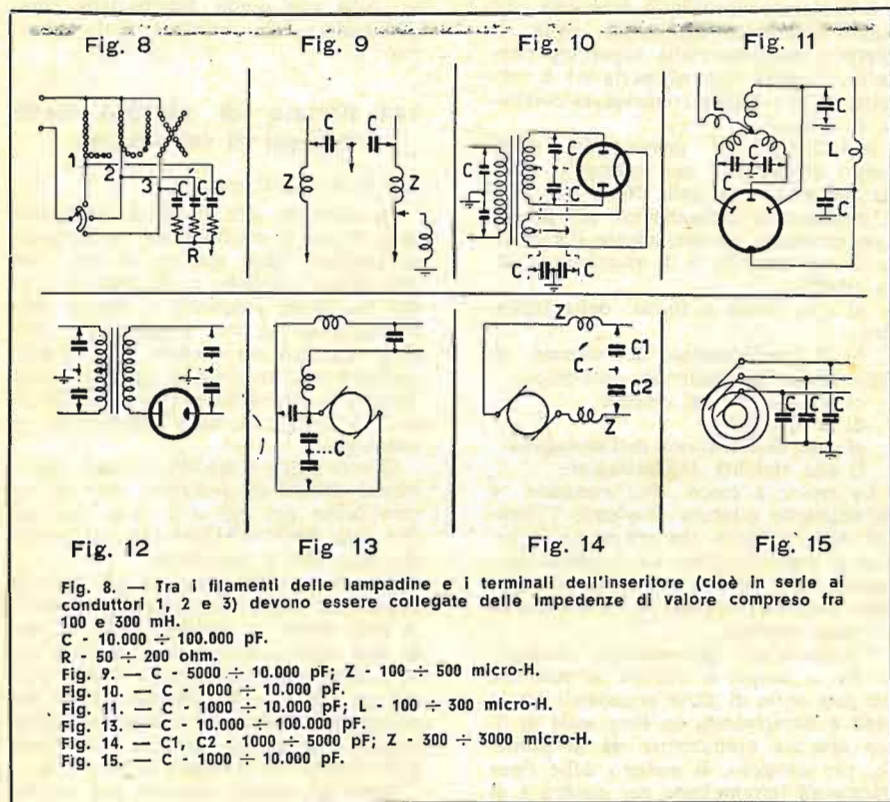 Fig. 8 Fig. 9 Fig. 10 Fig. 11
C C C C C
1 2 3 C C C R
Z Z
C C C C
C C L C
Fig. 12 Fig 13 Fig. 14 Fig. 15
C
Z C1 C C2 Z
C C C
Fig. 8. — Tra i filamenti delle lampadine e i terminali dell'inseritore (cioè in serie ai
conduttori 1, 2 e 3) devono essere collegate delle impedenze di valore compreso fra
100 e 300 mH.
C - 10.000 ÷ 100.000 pF.
R - 50 ÷ 200 ohm.
Fig. 9. — C - 5000 ÷ 10.000 pF; Z - 100 ÷ 500 micro-H.
Fig. 10. — C - 1000 ÷ 10.000 pF.
Fig. 11. — C - 1000 ÷ 10.000 pF; L - 100 ÷ 300 micro-H.
Fig. 13. — C - 10.000 ÷ 100.000 pF.
Fig. 14. — C1, C2 - 1000 ÷ 5000 pF; Z - 300 ÷ 3000 micro-H.
Fig. 15. — C - 1000 ÷ 10.000 pF.